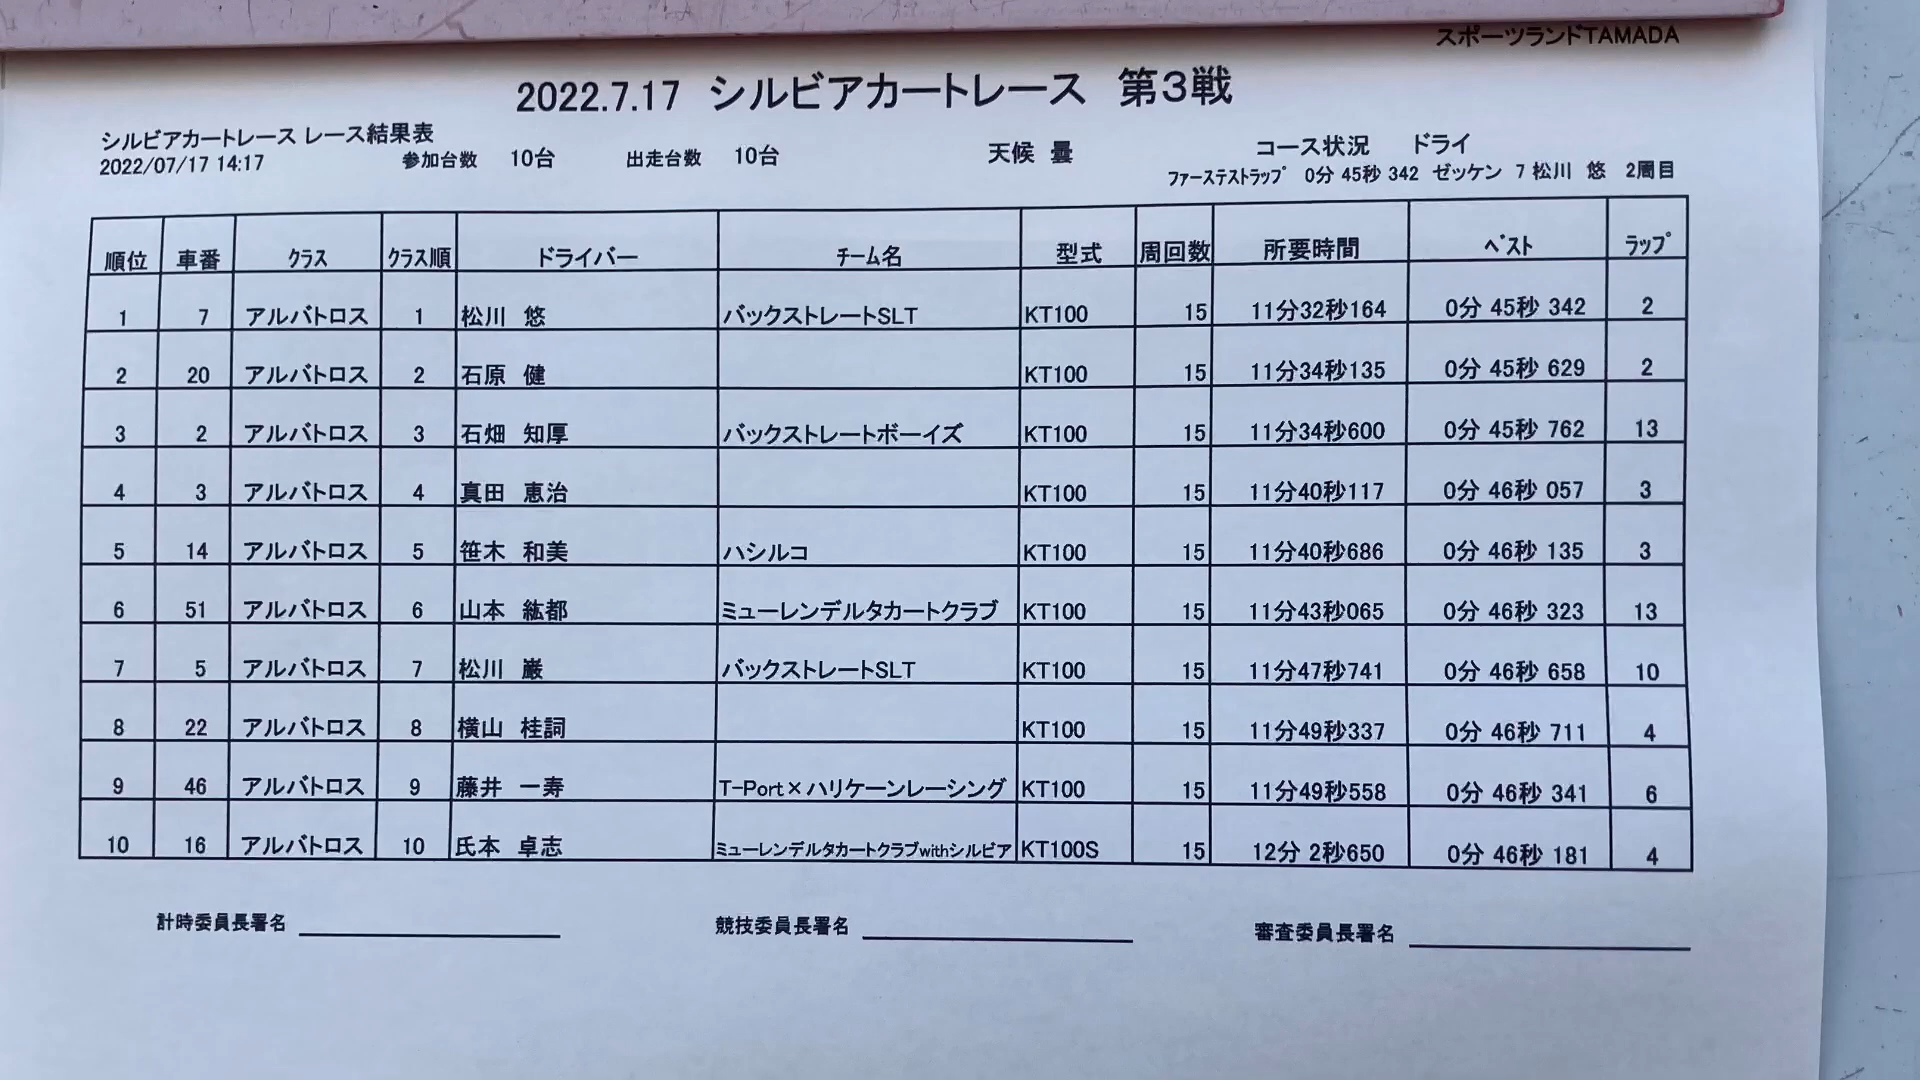 スポーツランドTAMADA
2022.7.17 シルビアカートレース 第3戦
シルビアカートレース レース結果表
2022/07/17 14:17 参加台数 10台 出走台数 10台 天候 曇 コース状況 ドライ
ﾌｧｰｽﾃｽﾄﾗｯﾌﾟ 0分 45秒 342 ゼッケン 7 松川 悠 2周目
順位 車番 ｸﾗｽ ｸﾗｽ順 ドライバー ﾁｰﾑ名 型式 周回数 所要時間 ﾍﾞｽﾄ ﾗｯﾌﾟ
1 7 アルバトロス 1 松川 悠 バックストレートSLT KT100 15 11分32秒164 0分 45秒 342 2
2 20 アルバトロス 2 石原 健 KT100 15 11分34秒135 0分 45秒 629 2
3 2 アルバトロス 3 石畑 知厚 バックストレートボーイズ KT100 15 11分34秒600 0分 45秒 762 13
4 3 アルバトロス 4 真田 恵治 KT100 15 11分40秒117 0分 46秒 057 3
5 14 アルバトロス 5 笹木 和美 ハシルコ KT100 15 11分40秒686 0分 46秒 135 3
6 51 アルバトロス 6 山本 紘都 ミューレンデルタカートクラブ KT100 15 11分43秒065 0分 46秒 323 13
7 5 アルバトロス 7 松川 巌 バックストレートSLT KT100 15 11分47秒741 0分 46秒 658 10
8 22 アルバトロス 8 横山 桂詞 KT100 15 11分49秒337 0分 46秒 711 4
9 46 アルバトロス 9 藤井 一寿 T-Port×ハリケーンレーシング KT100 15 11分49秒558 0分 46秒 341 6
10 16 アルバトロス 10 氏本 卓志 ミューレンデルタカートクラブwithシルビア KT100S 15 12分 2秒650 0分 46秒 181 4
計時委員長署名 競技委員長署名 審査委員長署名